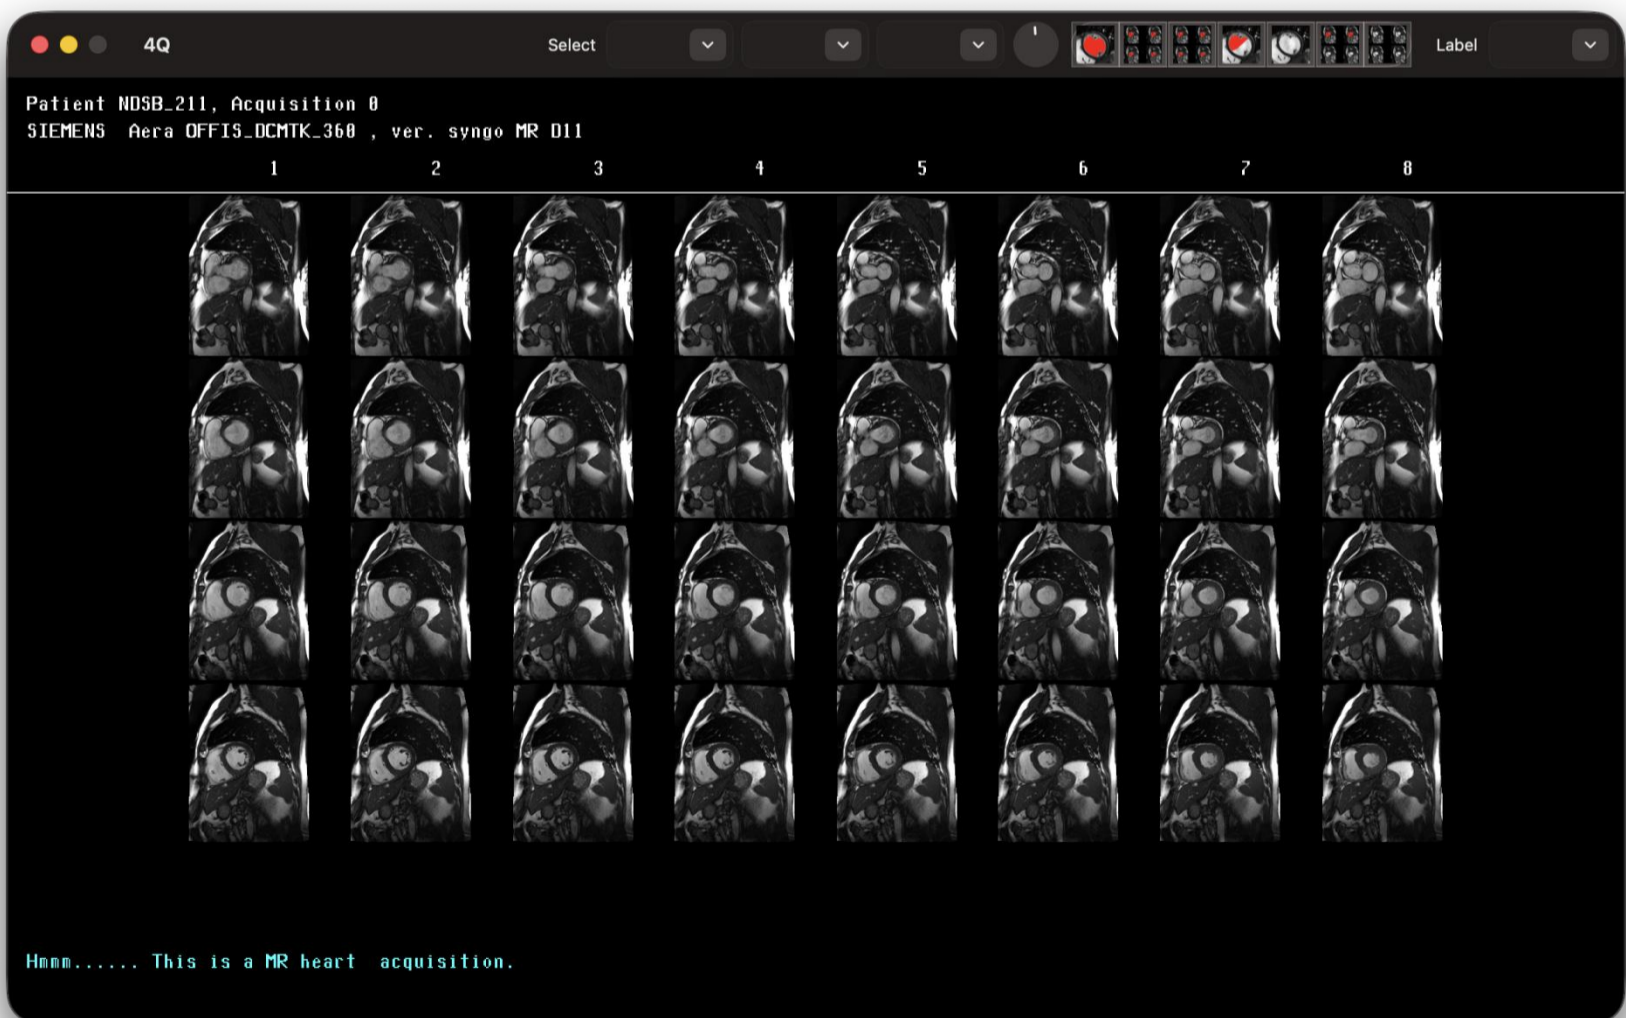 4Q
Select
Label
Patient NDSB_211, Acquisition 0
SIEMENS  Aera OFFIS_DCMTK_360 , ver. syngo MR D11
1 2 3 4 5 6 7 8
Hmmm...... This is a MR heart  acquisition.